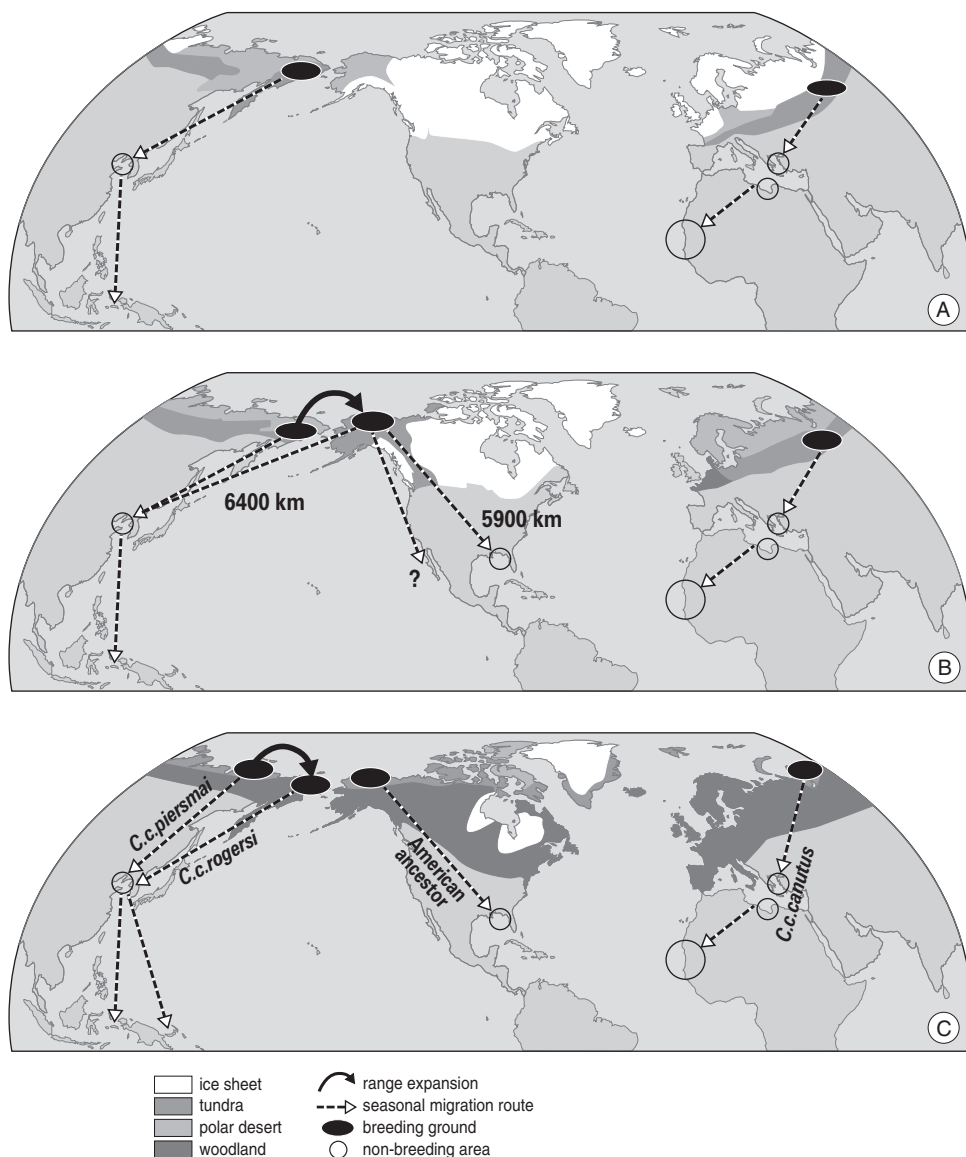 A
6400 km
5900 km
?
B
C.c.piersmai
C.c.rogersi
American
ancestor
C.c.canutus
C
ice sheet
range expansion
tundra
seasonal migration route
polar desert
breeding ground
woodland
non-breeding area